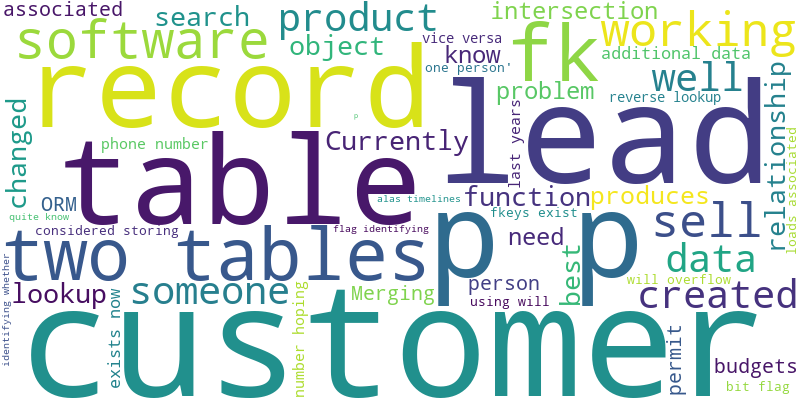 associated
search
product
intersection
working
software
object
vice versa
know
fk
additional data
one person'
record
problem
well
reverse lookup
changed
p
lead
relationship
last years
loads associated
phone number
Currently
table
function
produces
ORM
alas timelines
quite know
fkeys exist
considered storing
flag identifying
need
sell
two tables
p p
best
data
identifying whether
lookup
someone
Merging
person
using will
will overflow
created
exists now
number hoping
customer
permit
budgets
bit flag